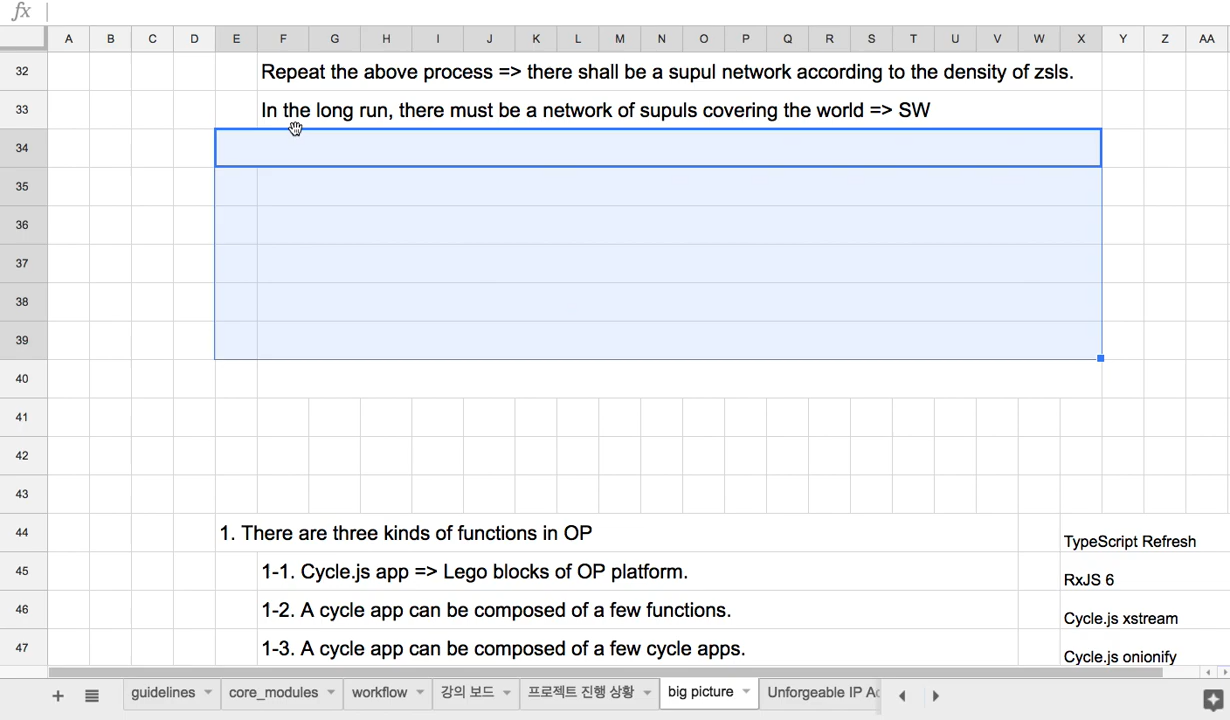 fx
A B C D E F G H I J K L M N O P Q R S T U V W X Y Z AA
32 Repeat the above process => there shall be a supul network according to the density of zsls.
33 In the long run, there must be a network of supuls covering the world => SW
34
35
36
37
38
39
40
41
42
43
44 1. There are three kinds of functions in OP TypeScript Refresh
45 1-1. Cycle.js app => Lego blocks of OP platform. RxJS 6
46 1-2. A cycle app can be composed of a few functions. Cycle.js xstream
47 1-3. A cycle app can be composed of a few cycle apps. Cycle.js onionify
guidelines core_modules workflow 강의 보드 프로젝트 진행 상황 big picture Unforgeable IP